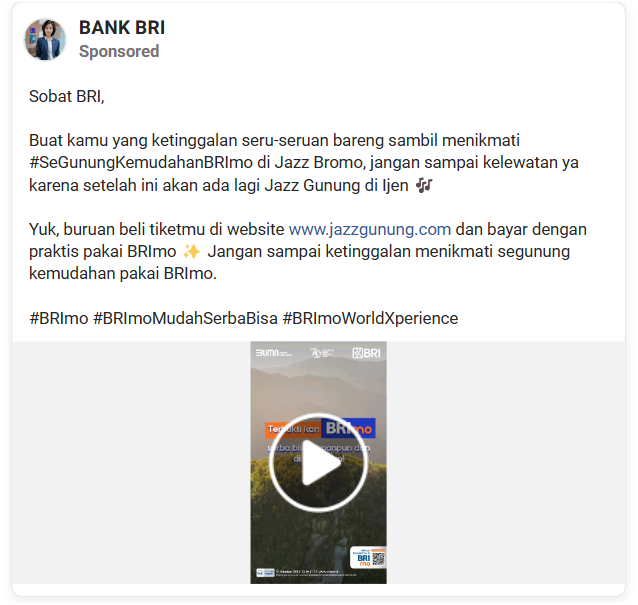 BANK BRI
Sponsored
Sobat BRI,
Buat kamu yang ketinggalan seru-seruan bareng sambil menikmati
#SeGunungKemudahanBRImo di Jazz Bromo, jangan sampai kelewatan ya
karena setelah ini akan ada lagi Jazz Gunung di Ijen 🎶
Yuk, buruan beli tiketmu di website www.jazzgunung.com dan bayar dengan
praktis pakai BRImo ✨ Jangan sampai ketinggalan menikmati segunung
kemudahan pakai BRImo.
#BRImo #BRImoMudahSerbaBisa #BRImoWorldXperience
BUMN
BRI
BRImo
serba
BRI
mo